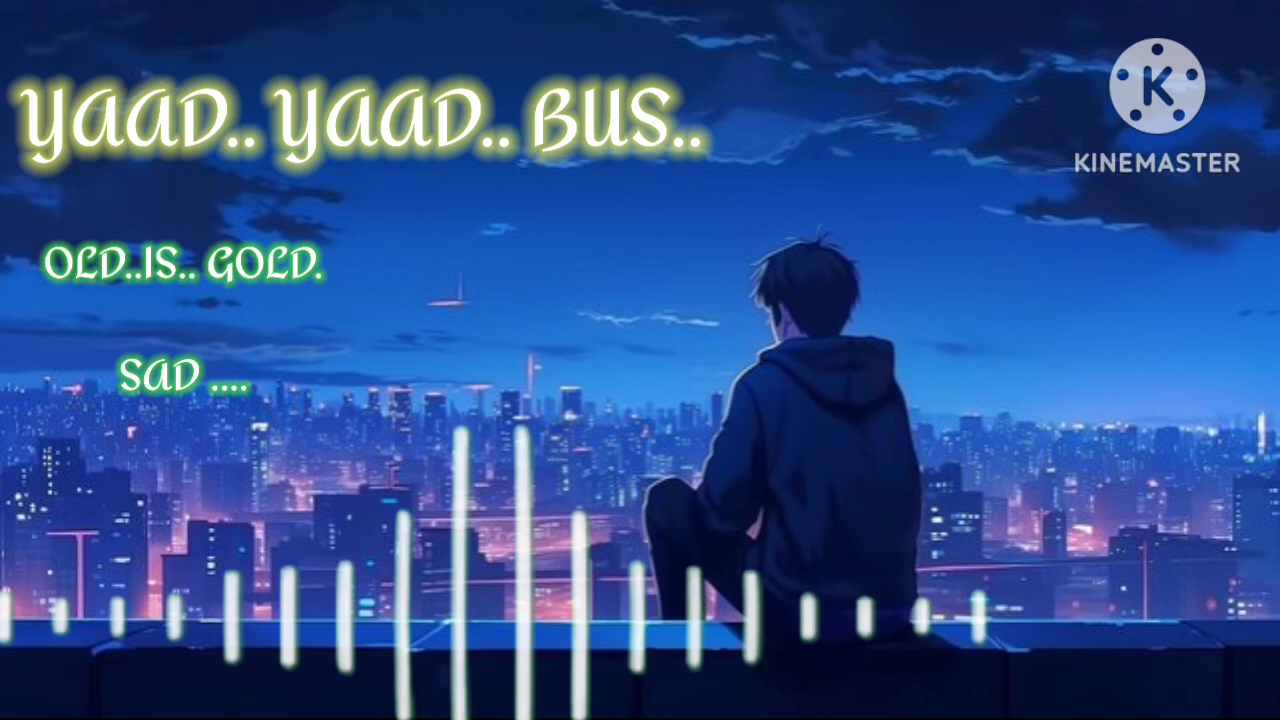 YAAD.. YAAD.. BUS..
K
KINEMASTER
OLD..IS.. GOLD.
SAD ....